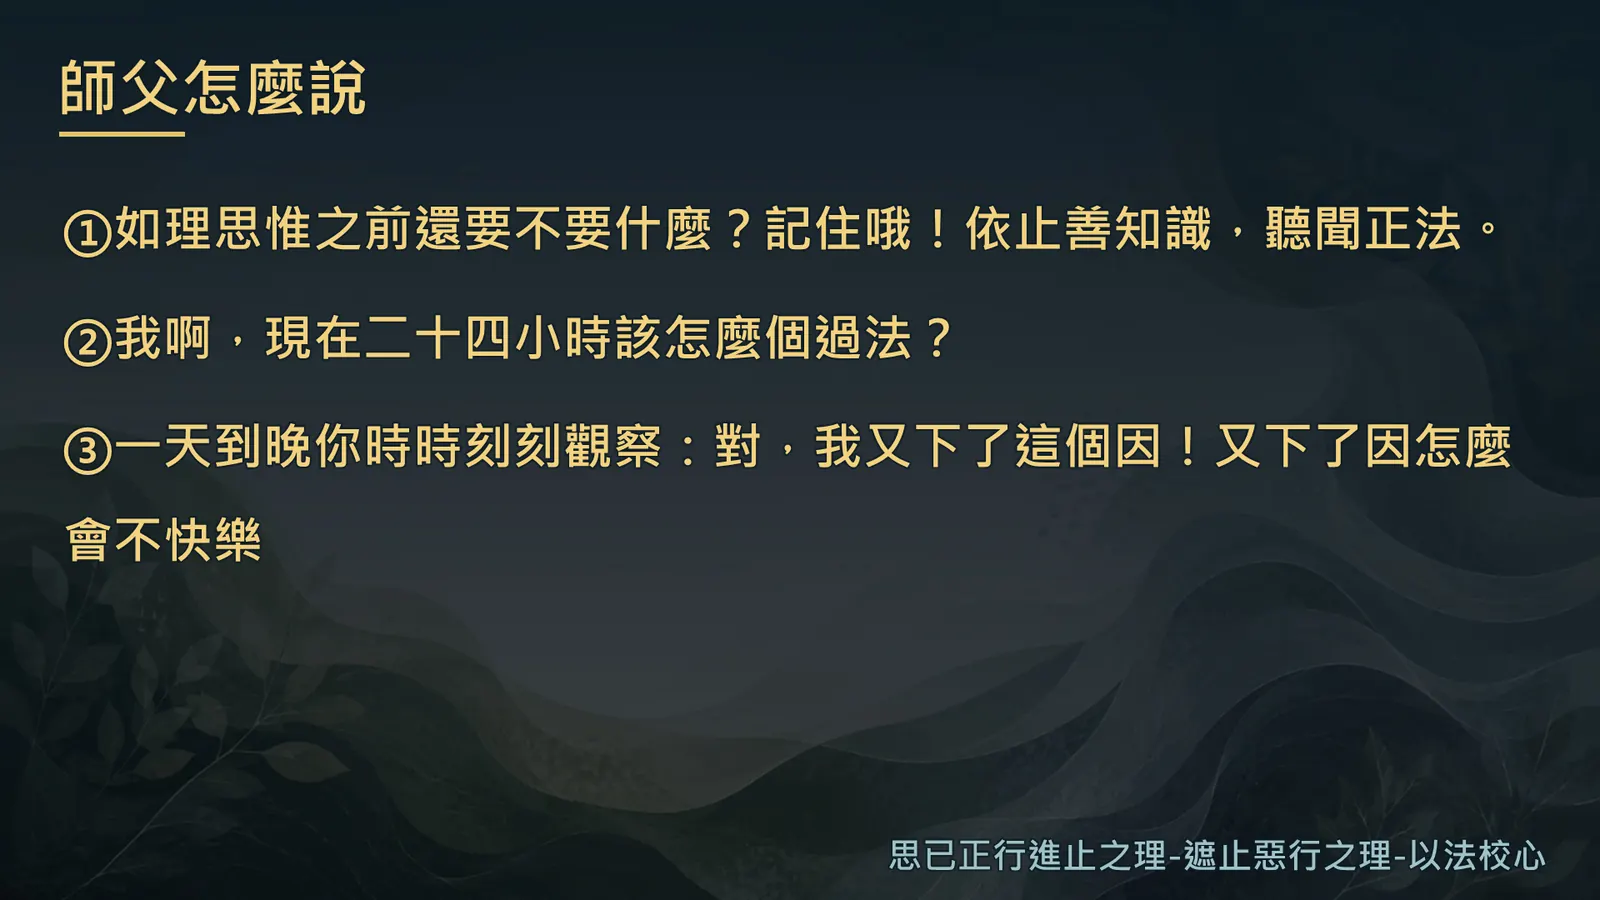 師父怎麼說
①如理思惟之前還要不要什麼？記住哦！依止善知識，聽聞正法。
②我啊，現在二十四小時該怎麼個過法？
③一天到晚你時時刻刻觀察：對，我又下了這個因！又下了因怎麼
會不快樂
思已正行進止之理-遮止惡行之理-以法校心